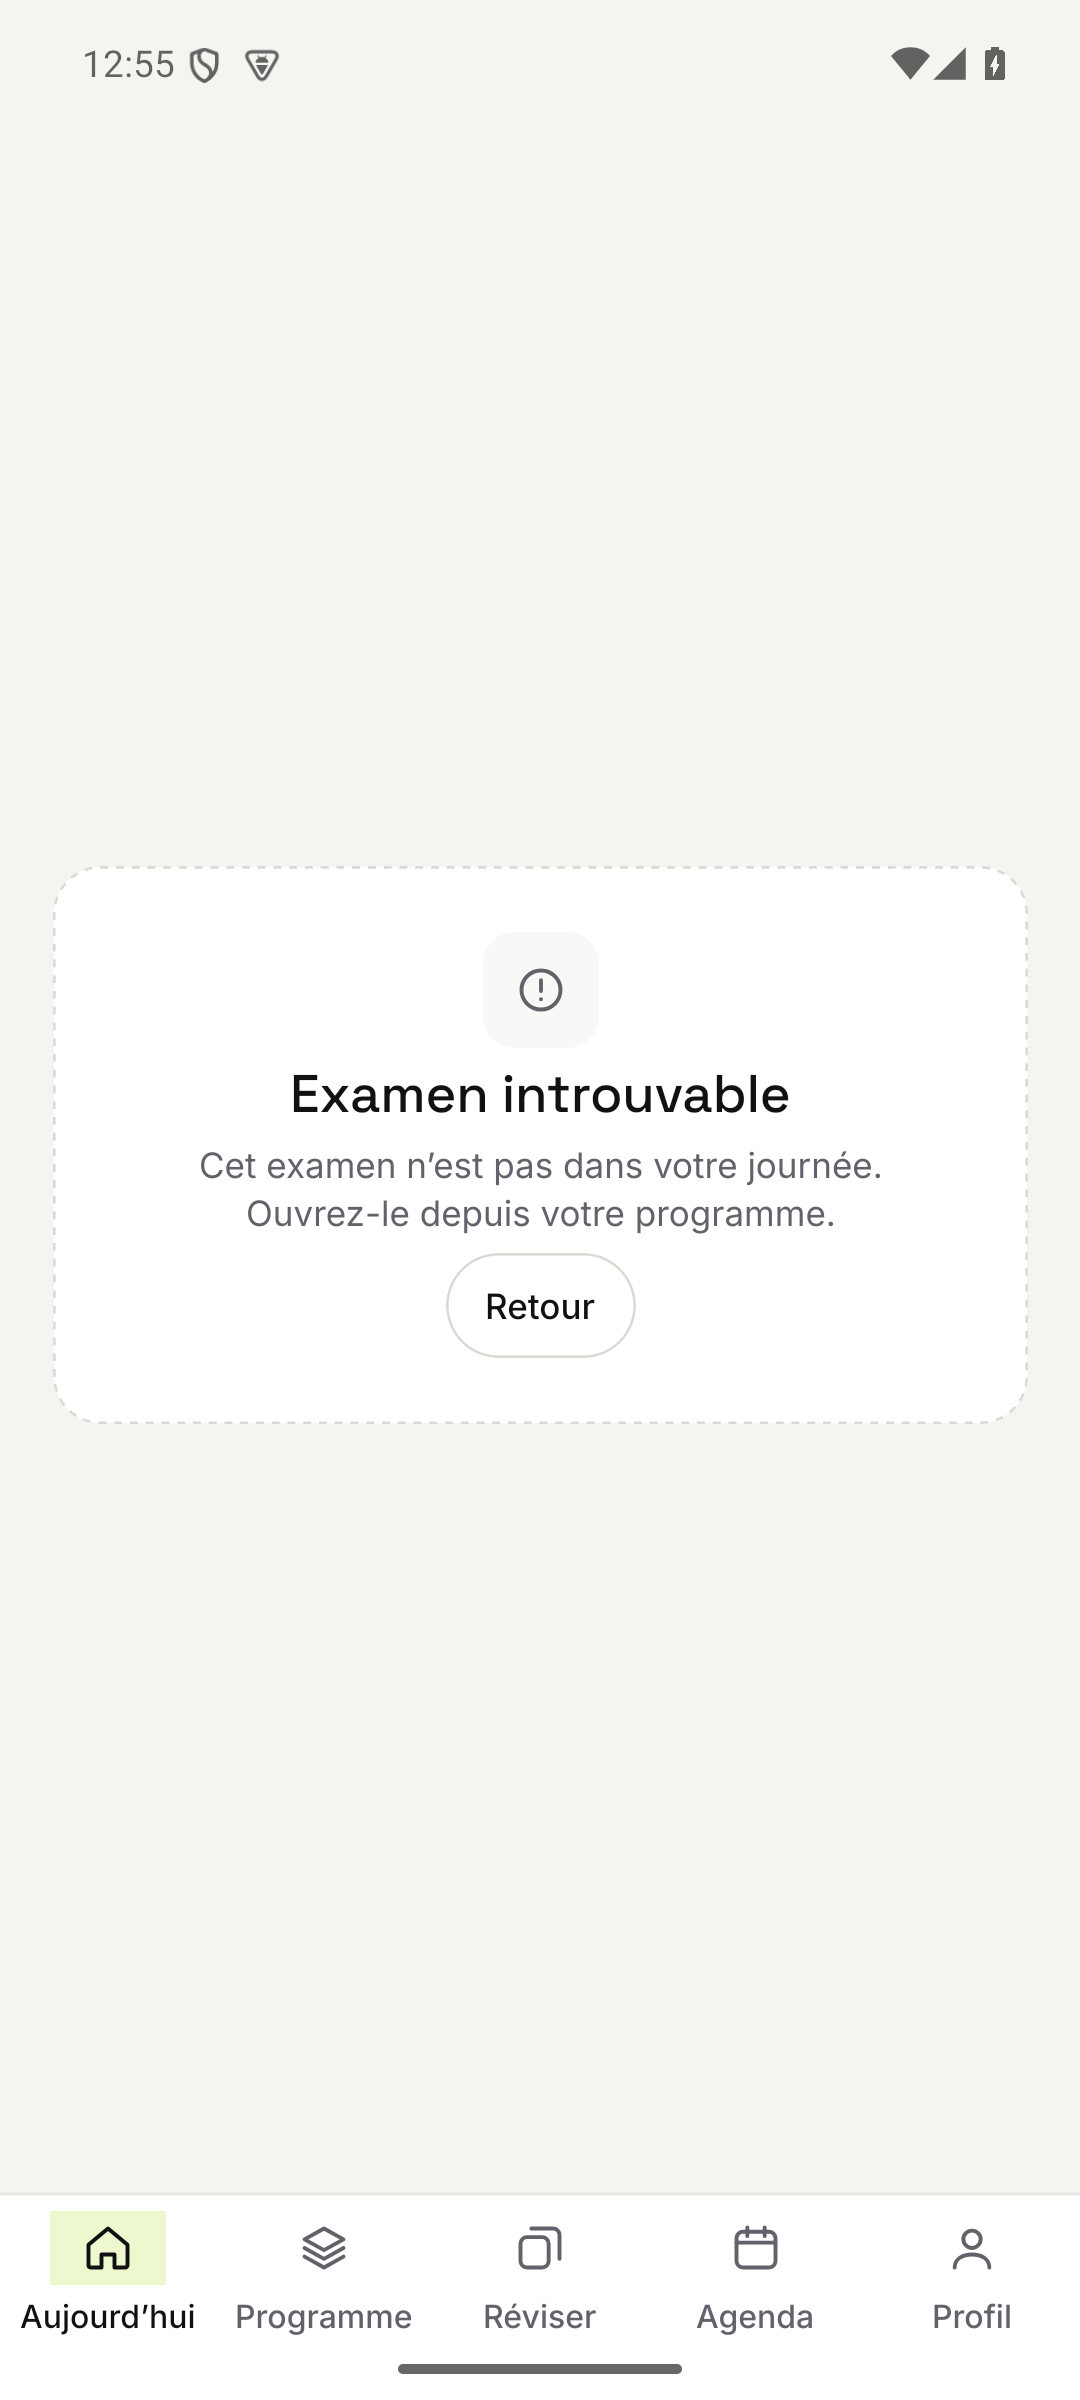 12:55
Examen introuvable
Cet examen n’est pas dans votre journée.
Ouvrez-le depuis votre programme.
Retour
Aujourd’hui Programme Réviser Agenda Profil